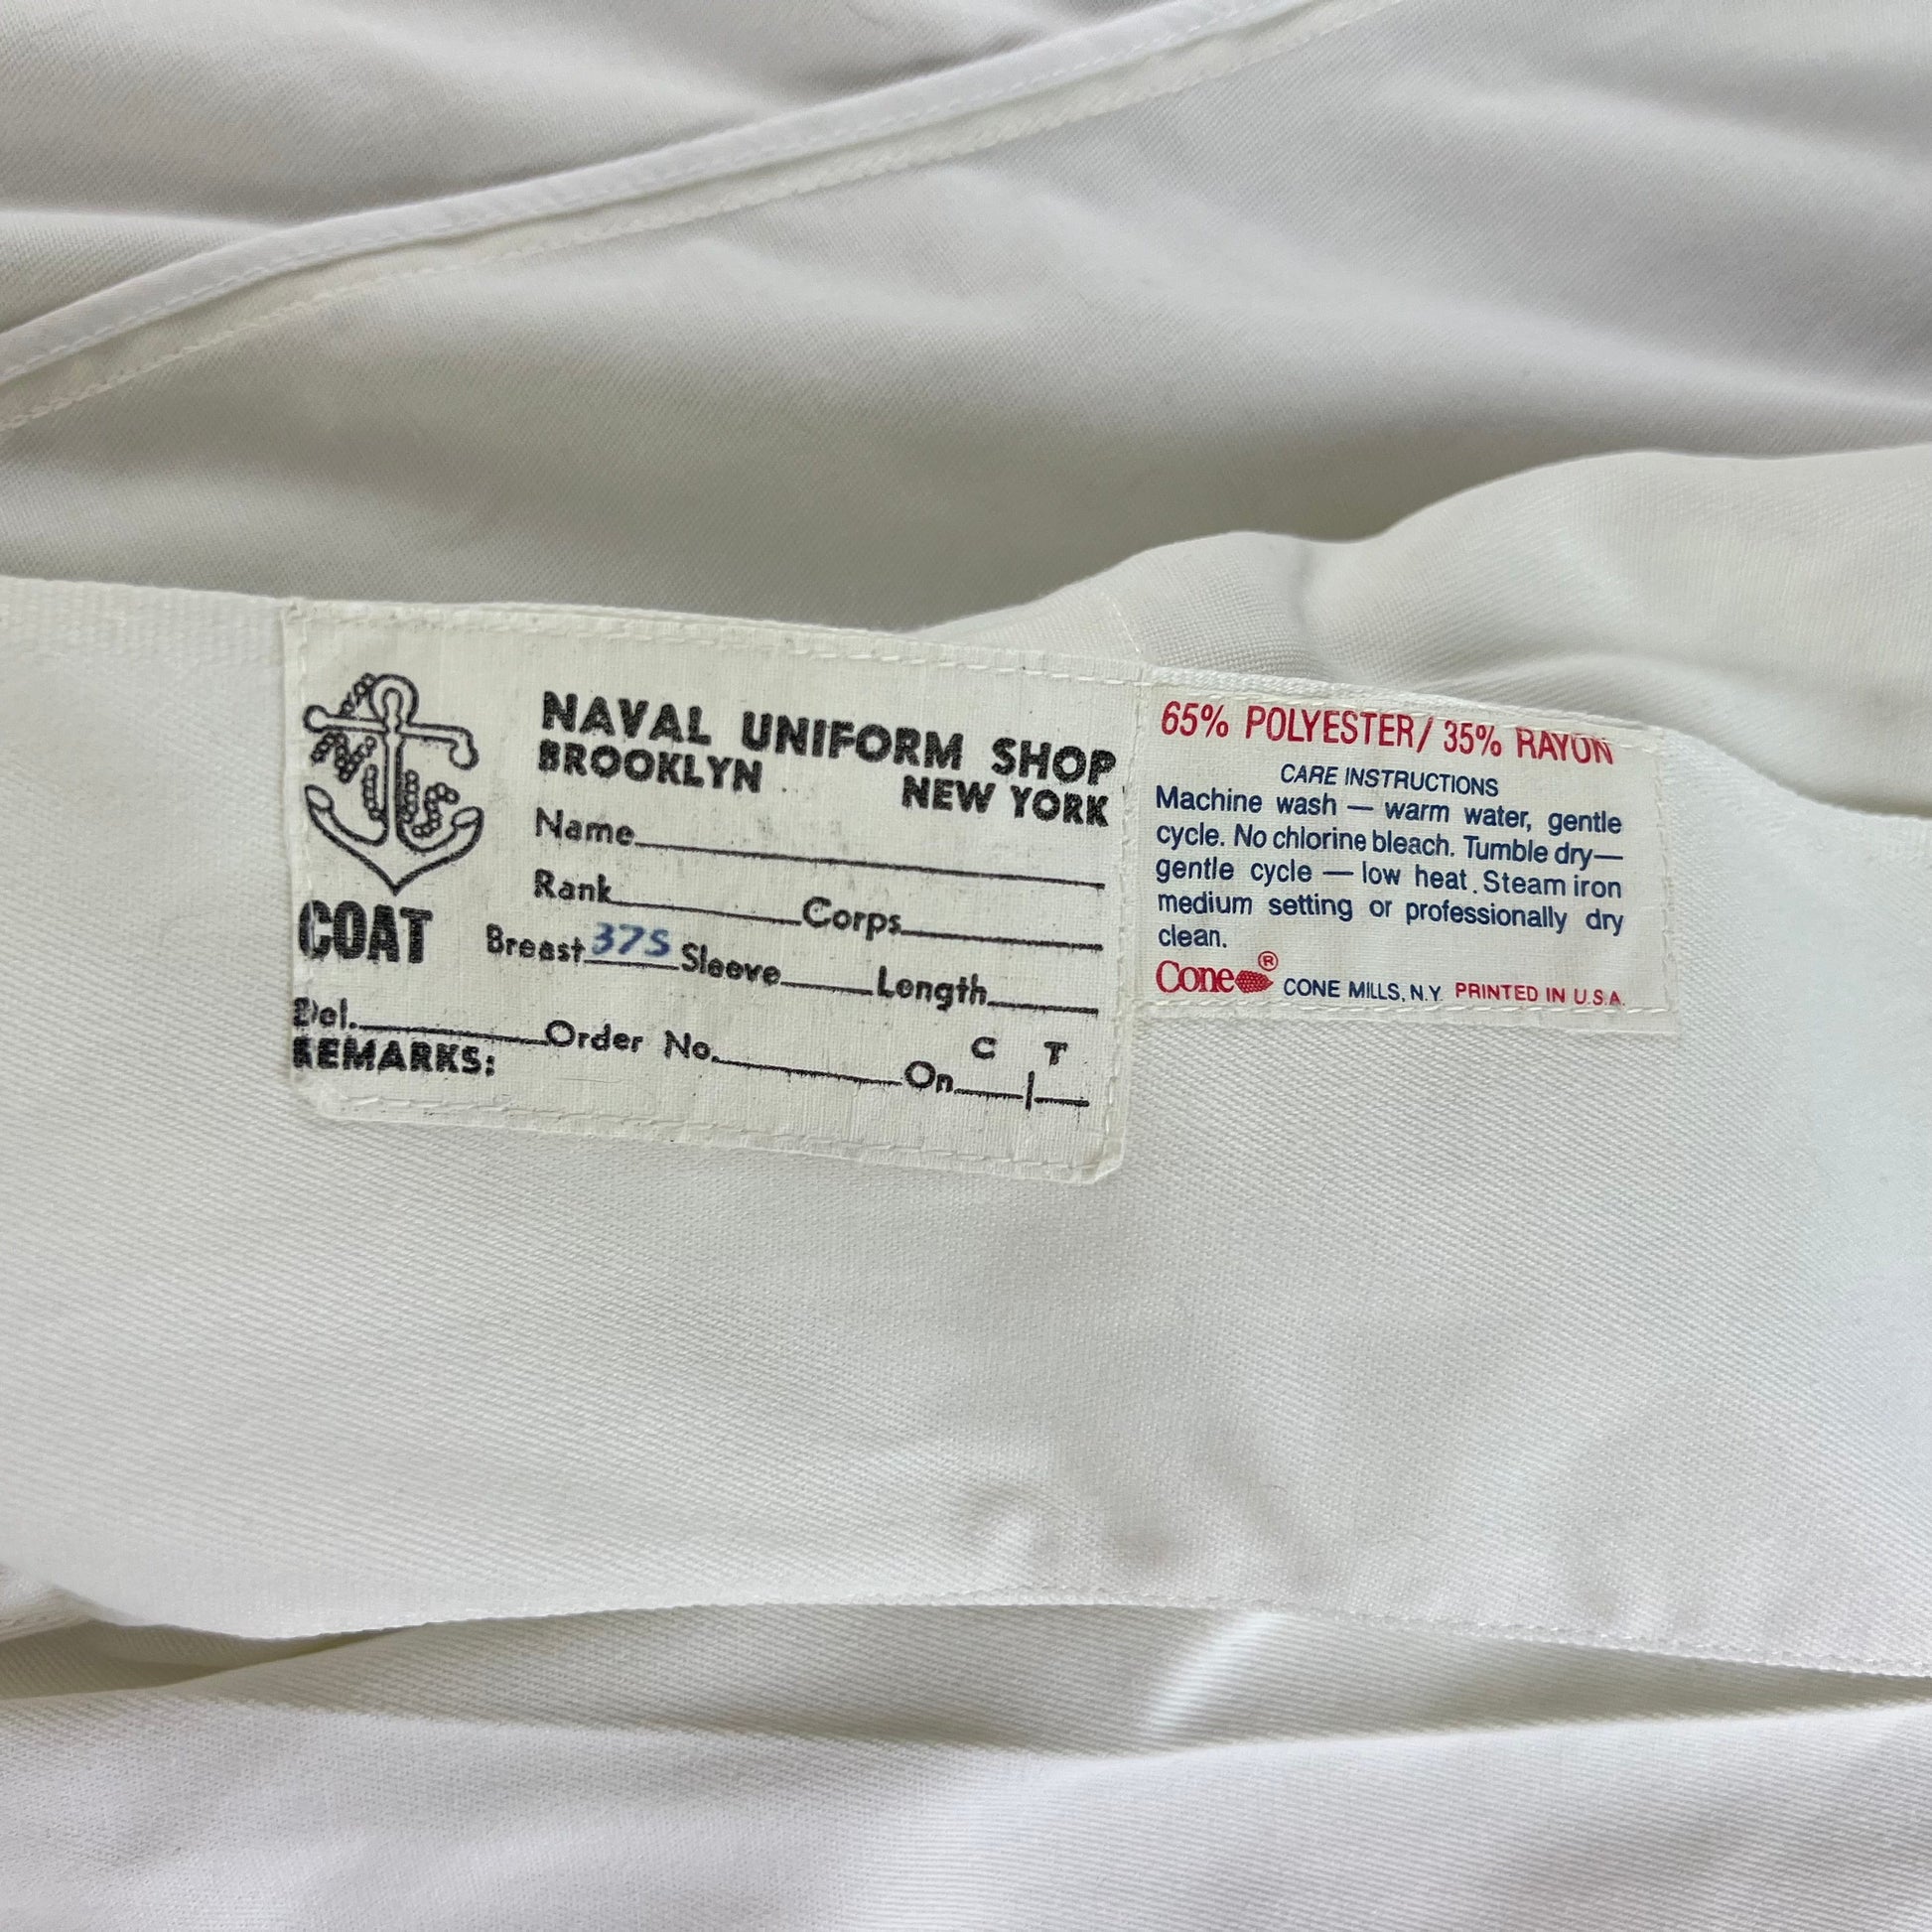 NAVAL UNIFORM SHOP
BROOKLYN NEW YORK
Name
Rank Corps
COAT
Breast 37S Sleeve Length
C T
Del. Order No. On
REMARKS:
65% POLYESTER/ 35% RAYON
CARE INSTRUCTIONS
Machine wash — warm water, gentle
cycle. No chlorine bleach. Tumble dry—
gentle cycle — low heat. Steam iron
medium setting or professionally dry
clean.
Cone® CONE MILLS, N.Y. PRINTED IN U.S.A.